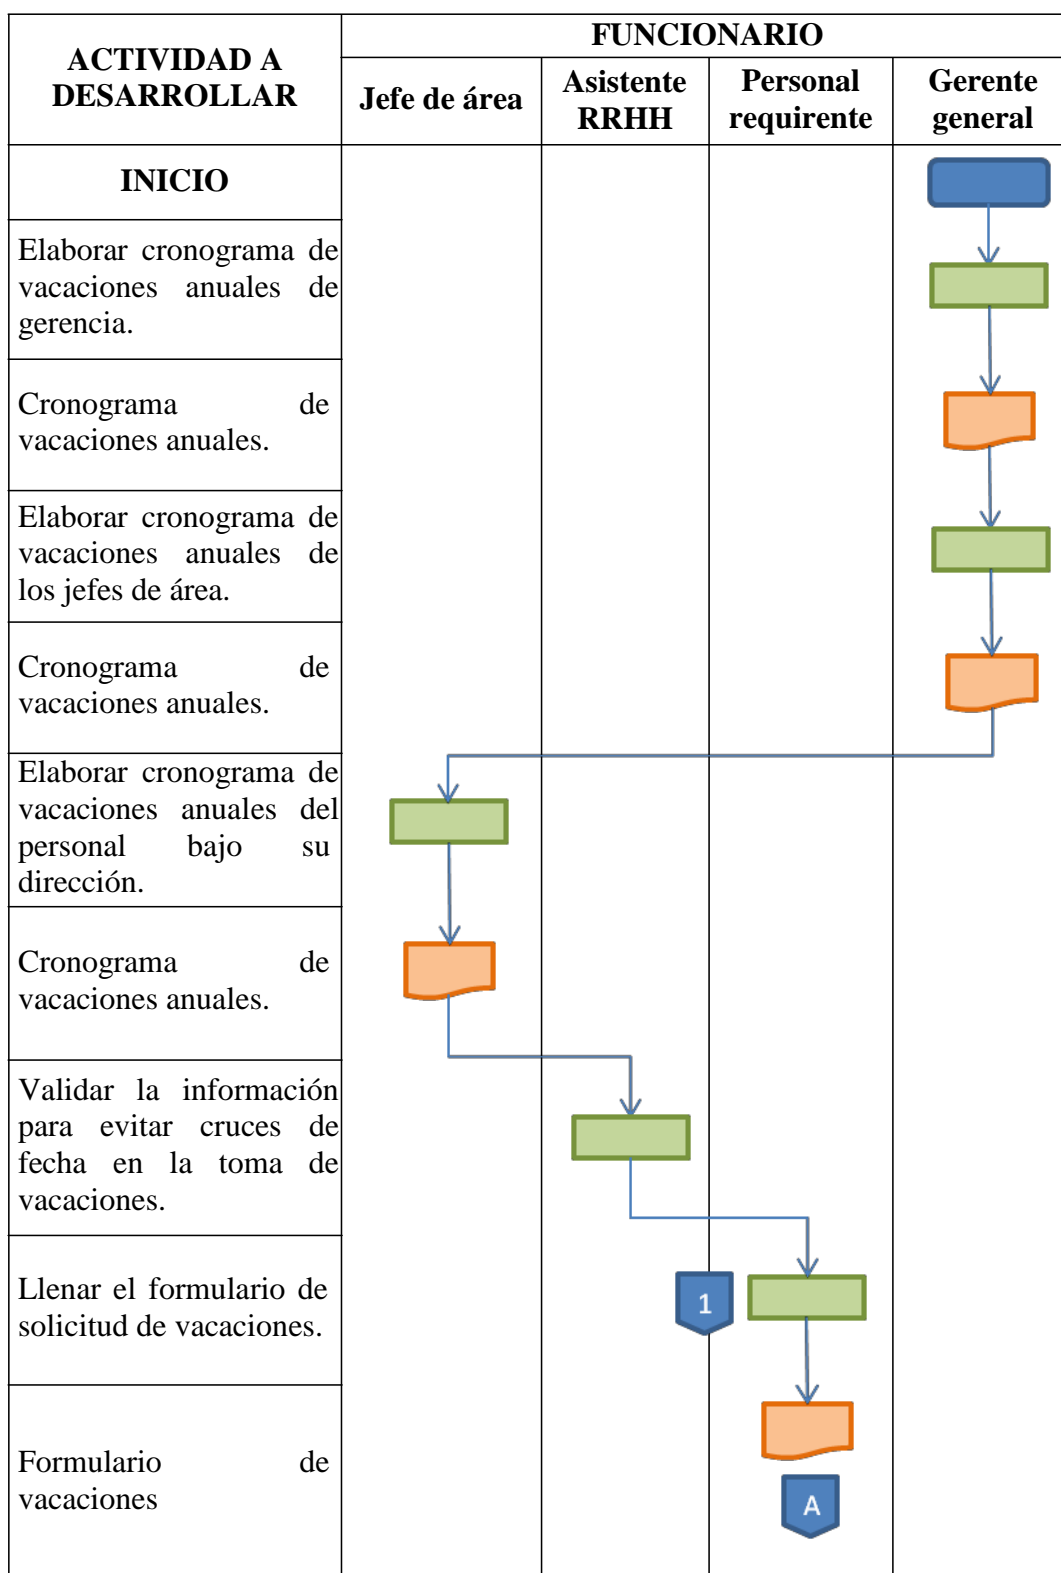 ACTIVIDAD A
DESARROLLAR
FUNCIONARIO
Jefe de área
Asistente
RRHH
Personal
requirente
Gerente
general
INICIO
Elaborar cronograma de
vacaciones anuales de
gerencia.
Cronograma de
vacaciones anuales.
Elaborar cronograma de
vacaciones anuales de
los jefes de área.
Cronograma de
vacaciones anuales.
Elaborar cronograma de
vacaciones anuales del
personal bajo su
dirección.
Cronograma de
vacaciones anuales.
Validar la información
para evitar cruces de
fecha en la toma de
vacaciones.
Llenar el formulario de
solicitud de vacaciones.
1
Formulario de
vacaciones
A